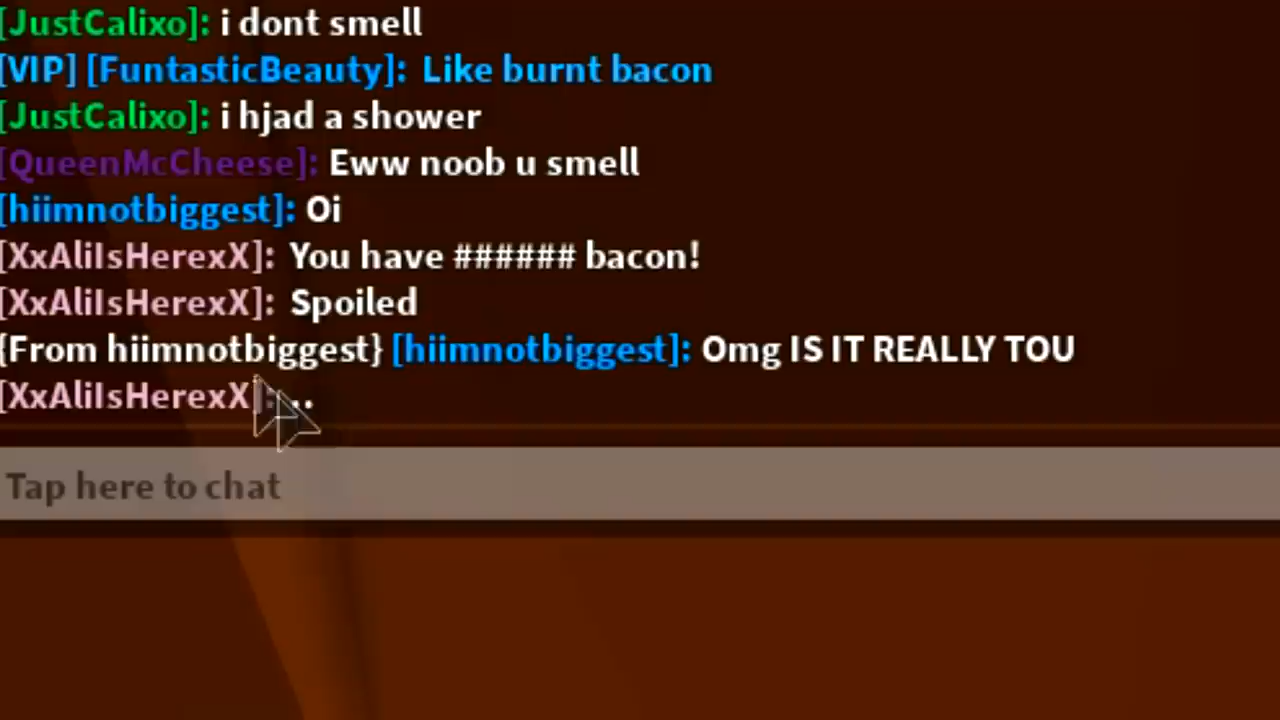 [JustCalixo]: i dont smell
[VIP] [FuntasticBeauty]: Like burnt bacon
[JustCalixo]: i hjad a shower
[QueenMcCheese]: Eww noob u smell
[hiimnotbiggest]: Oi
[XxAliIsHerexX]: You have ###### bacon!
[XxAliIsHerexX]: Spoiled
{From hiimnotbiggest} [hiimnotbiggest]: Omg IS IT REALLY TOU
[XxAliIsHerexX]: ...
Tap here to chat